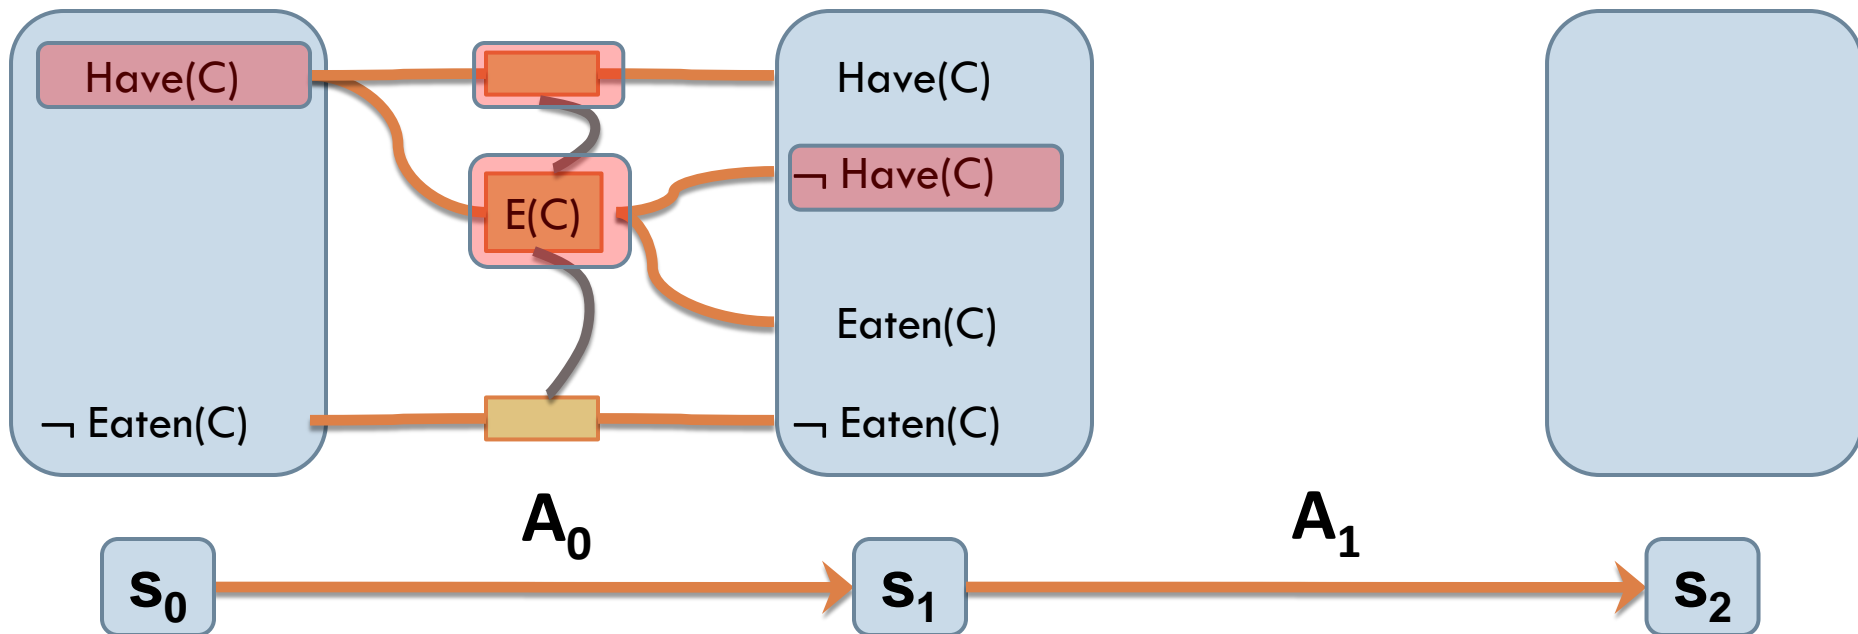 Have(C)
Have(C)
¬ Have(C)
E(C)
Eaten(C)
¬ Eaten(C)
¬ Eaten(C)
A₀
A₁
s₀
s₁
s₂